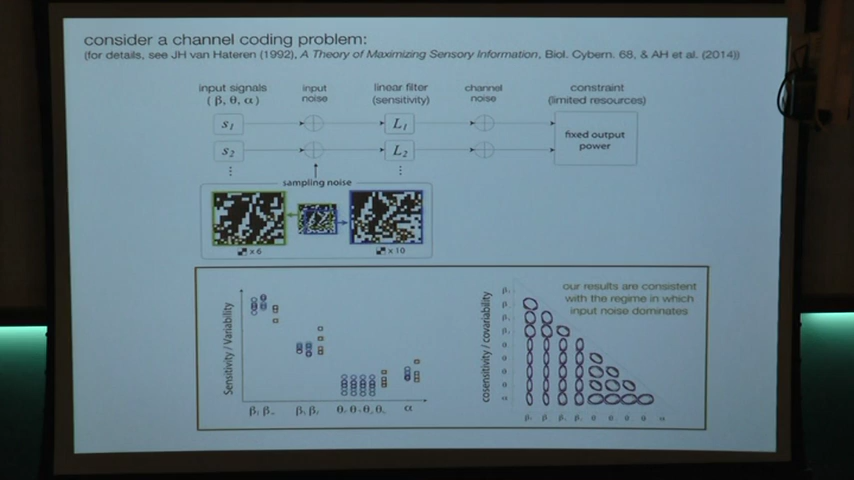 consider a channel coding problem:
(for details, see JH van Hateren (1992), A Theory of Maximizing Sensory Information, Biol. Cybern. 68, & AH et al. (2014))
input signals
( β, θ, α )
input
noise
linear filter
(sensitivity)
channel
noise
constraint
(limited resources)
s1
L1
fixed output
power
s2
L2
⋮
⋮
sampling noise
x 6
x 10
our results are consistent
with the regime in which
input noise dominates
Sensitivity / Variability
cosensitivity / covariability
α